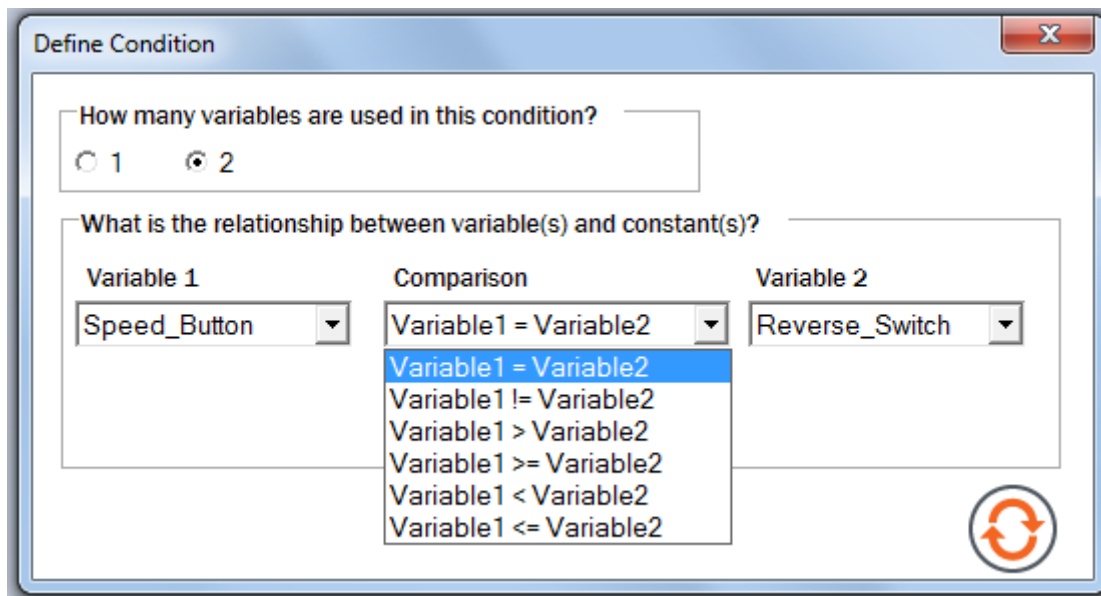 Define Condition
How many variables are used in this condition?
1 2
What is the relationship between variable(s) and constant(s)?
Variable 1 Comparison Variable 2
Speed_Button Variable1 = Variable2 Reverse_Switch
Variable1 = Variable2
Variable1 != Variable2
Variable1 > Variable2
Variable1 >= Variable2
Variable1 < Variable2
Variable1 <= Variable2